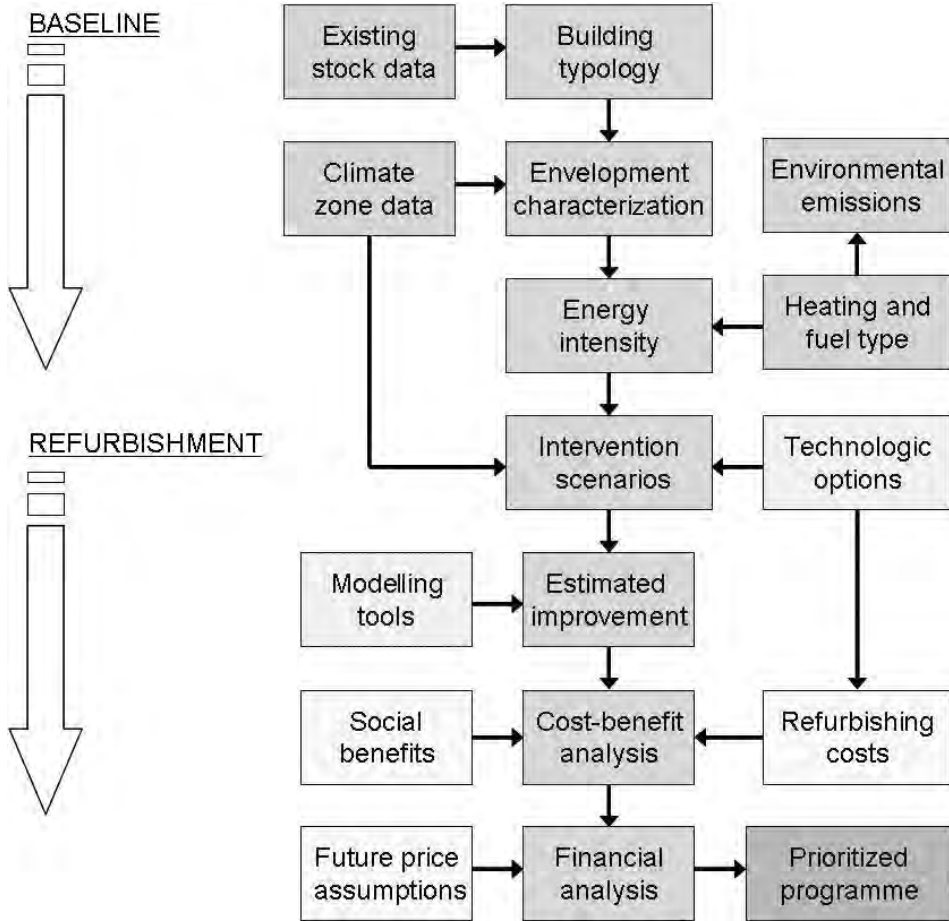 BASELINE
Existing
stock data
Building
typology
Climate
zone data
Envelopment
characterization
Environmental
emissions
Energy
intensity
Heating and
fuel type
REFURBISHMENT
Intervention
scenarios
Technologic
options
Modelling
tools
Estimated
improvement
Social
benefits
Cost-benefit
analysis
Refurbishing
costs
Future price
assumptions
Financial
analysis
Prioritized
programme